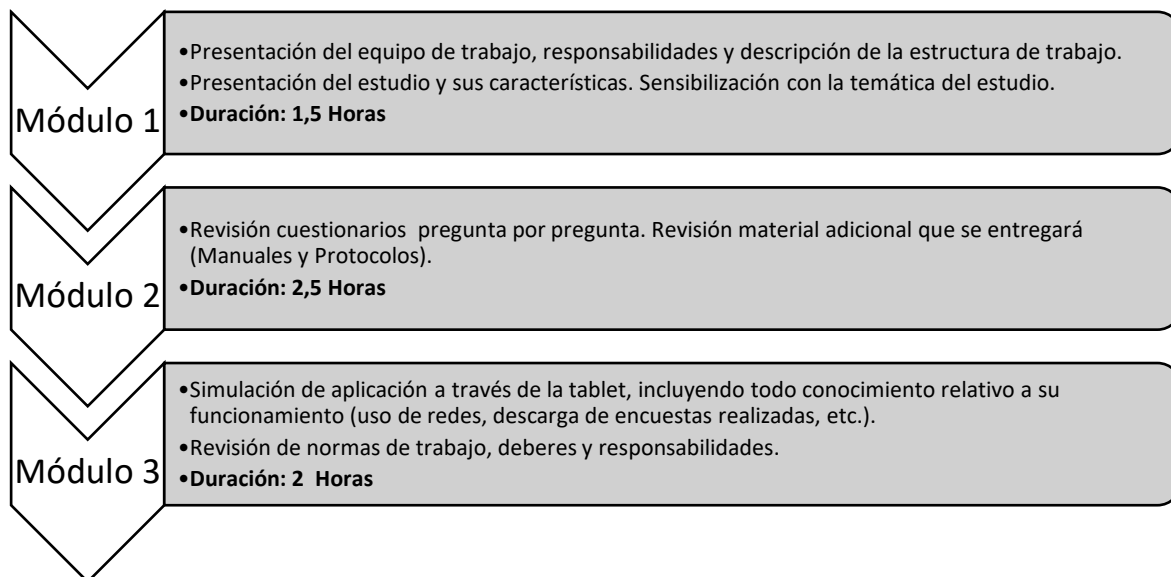 Módulo 1
•Presentación del equipo de trabajo, responsabilidades y descripción de la estructura de trabajo.
•Presentación del estudio y sus características. Sensibilización con la temática del estudio.
•Duración: 1,5 Horas
Módulo 2
•Revisión cuestionarios  pregunta por pregunta. Revisión material adicional que se entregará
(Manuales y Protocolos).
•Duración: 2,5 Horas
Módulo 3
•Simulación de aplicación a través de la tablet, incluyendo todo conocimiento relativo a su
funcionamiento (uso de redes, descarga de encuestas realizadas, etc.).
•Revisión de normas de trabajo, deberes y responsabilidades.
•Duración: 2  Horas